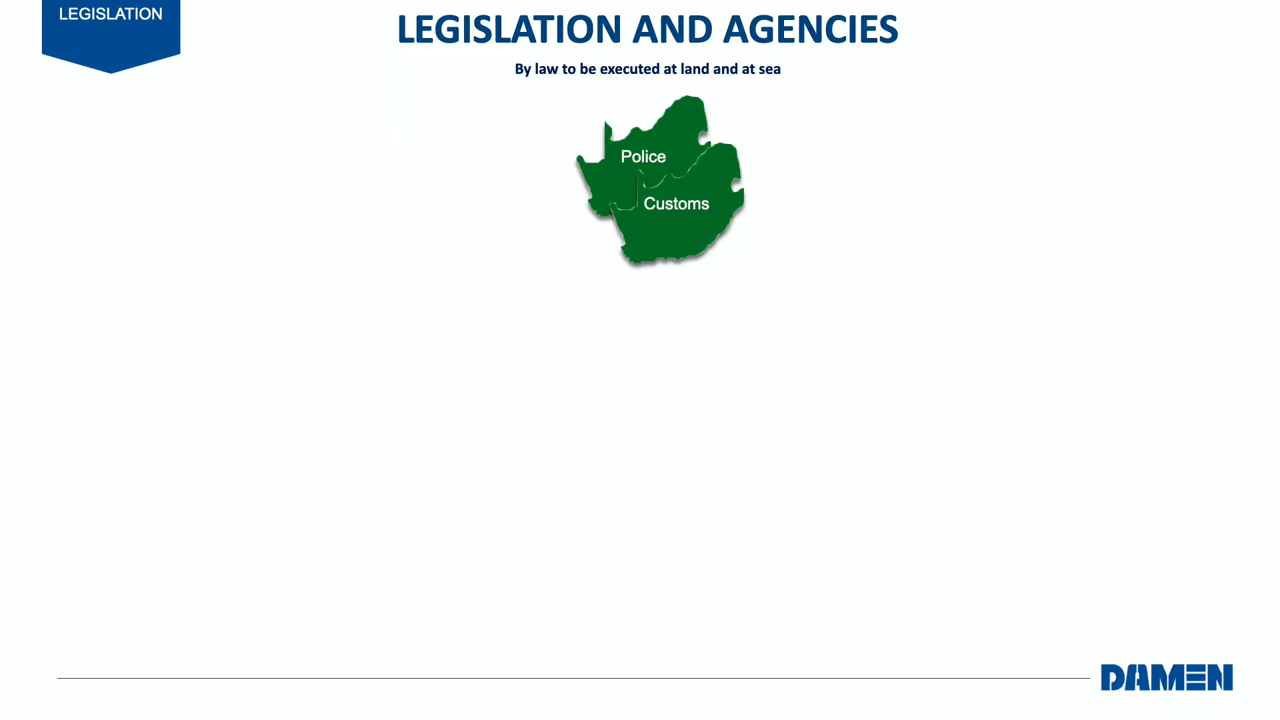 LEGISLATION
LEGISLATION AND AGENCIES
By law to be executed at land and at sea
Police
Customs
DAMEN